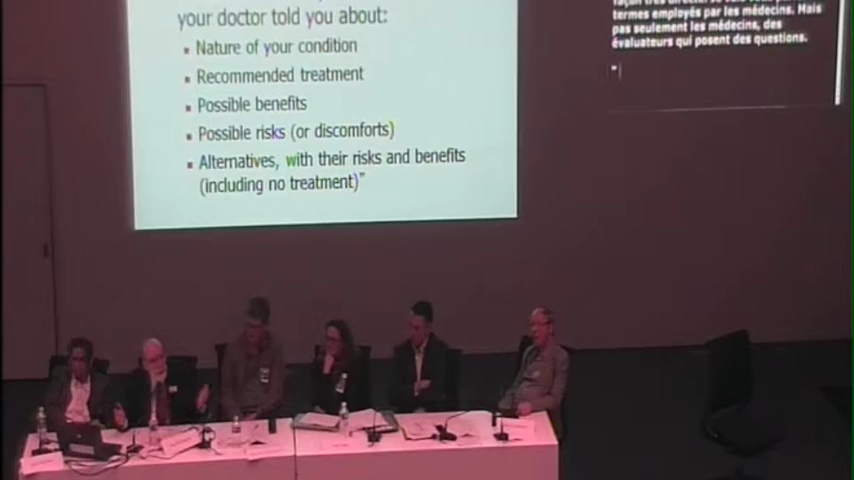 your doctor told you about:
▪ Nature of your condition
▪ Recommended treatment
▪ Possible benefits
▪ Possible risks (or discomforts)
▪ Alternatives, with their risks and benefits
(including no treatment)"
termes employés par les médecins. Mais
pas seulement les médecins, des
évaluateurs qui posent des questions.
"